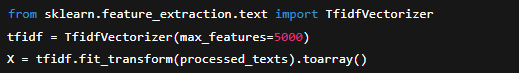 from sklearn.feature_extraction.text import TfidfVectorizer
tfidf = TfidfVectorizer(max_features=5000)
X = tfidf.fit_transform(processed_texts).toarray()